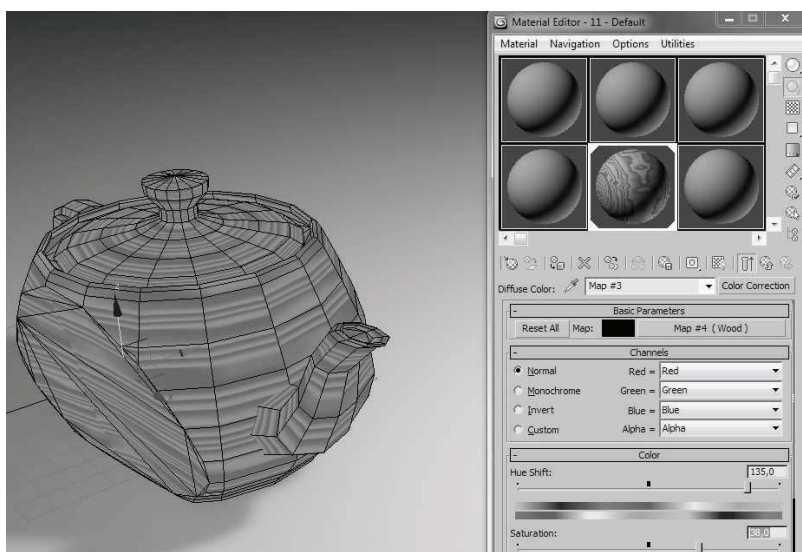 Material Editor - 11 - Default
Material Navigation Options Utilities
Diffuse Color: Map #3 Color Correction
- Basic Parameters
Reset All Map: Map #4 ( Wood )
- Channels
Normal Red = Red
Monochrome Green = Green
Invert Blue = Blue
Custom Alpha = Alpha
- Color
Hue Shift: 135,0
Saturation: 38,0